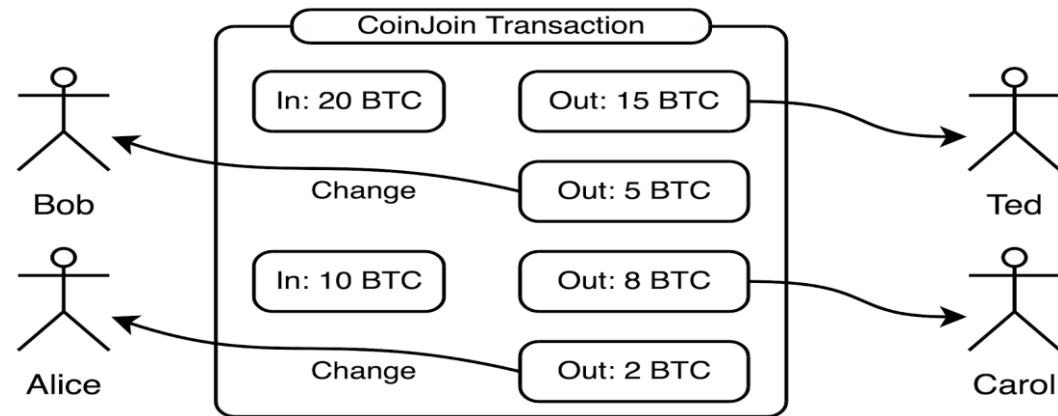 CoinJoin Transaction
In: 20 BTC
Out: 15 BTC
Bob
Change
Out: 5 BTC
Ted
In: 10 BTC
Out: 8 BTC
Alice
Change
Out: 2 BTC
Carol